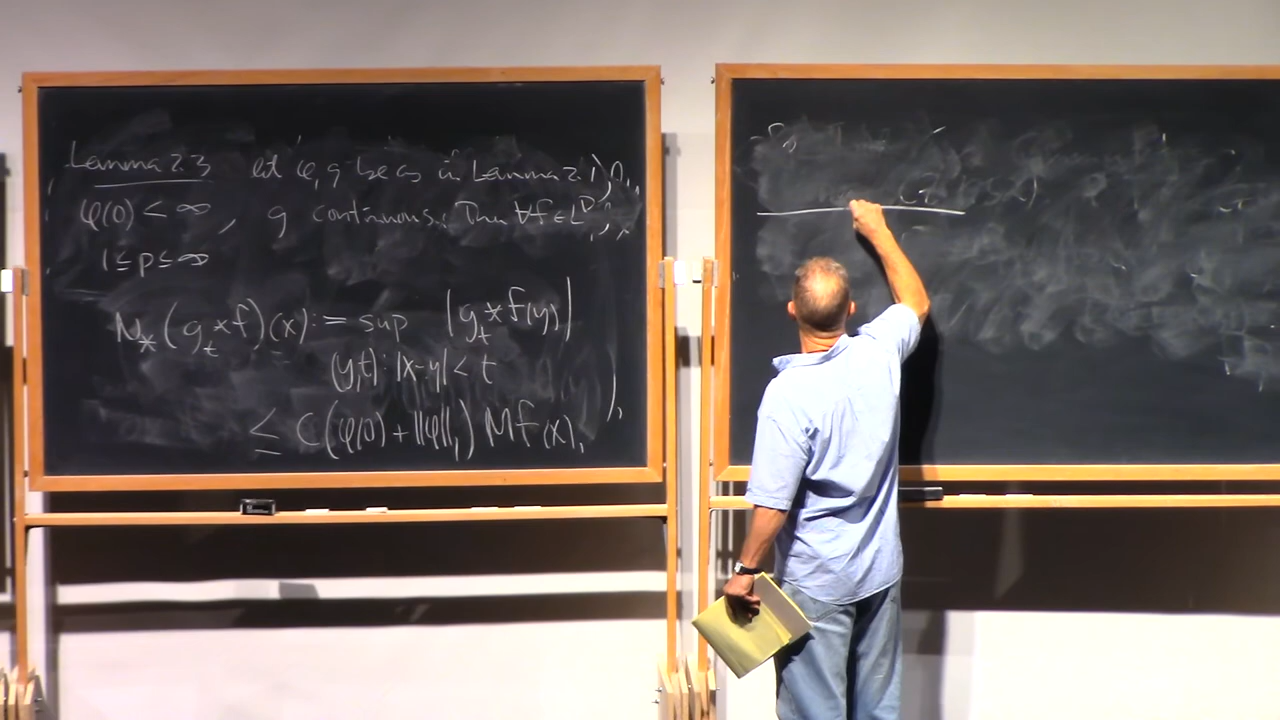 Lemma 2.3 let φ, g be as in Lemma 2.1,
φ(0) < ∞, g continuous. Then ∀f ∈ L^p,
1 ≤ p ≤ ∞
N_*(g_t * f)(x) := sup |g_t * f(y)|
(y,t): |x-y| < t
≤ C(φ(0) + ||φ||_1) Mf(x).